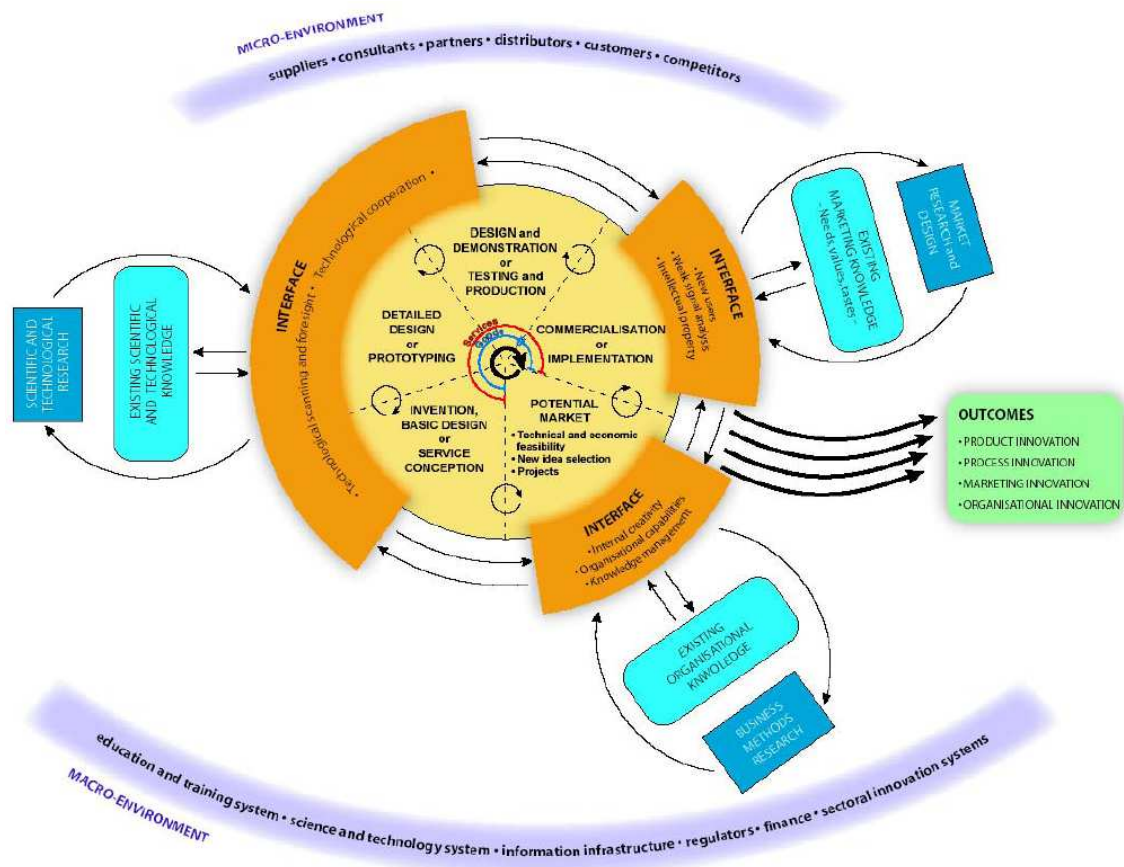 MICRO-ENVIRONMENT
suppliers • consultants • partners • distributors • customers • competitors
INTERFACE
• Technological scanning and foresight • Technological cooperation •
SCIENTIFIC AND
TECHNOLOGICAL
RESEARCH
EXISTING SCIENTIFIC
AND TECHNOLOGICAL
KNOWLEDGE
DESIGN and
DEMONSTRATION
or
TESTING and
PRODUCTION
DETAILED
DESIGN
or
PROTOTYPING
Services
Goods
COMMERCIALISATION
or
IMPLEMENTATION
INVENTION,
BASIC DESIGN
or
SERVICE
CONCEPTION
POTENTIAL
MARKET
• Technical and economic
feasibility
• New idea selection
• Projects
INTERFACE
• New users
• Weak signal analysis
• Intellectual property
EXISTING
MARKETING KNOWLEDGE
- Needs values, tastes -
MARKET
RESEARCH and
DESIGN
INTERFACE
• Internal creativity
• Organisational capabilities
• Knowledge management
EXISTING
ORGANISATIONAL
KNWOLEDGE
BUSINESS
METHODS
RESEARCH
OUTCOMES
• PRODUCT INNOVATION
• PROCESS INNOVATION
• MARKETING INNOVATION
• ORGANISATIONAL INNOVATION
education and training system • science and technology system • information infrastructure • regulators • finance • sectoral innovation systems
MACRO-ENVIRONMENT